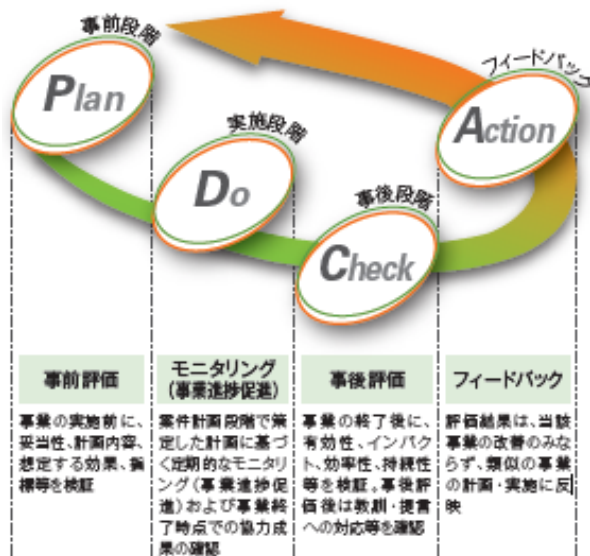 事前段階
Plan
実施段階
Do
事後段階
Check
フィードバック
Action
事前評価
事業の実施前に、
妥当性、計画内容、
想定する効果、指
標等を検証
モニタリング
(事業進捗促進)
案件計画段階で策
定した計画に基づ
く定期的なモニタリ
ング(事業進捗促
進)および事業終
了時点での協力成
果の確認
事後評価
事業の終了後に、
有効性、インパク
ト、効率性、持続性
等を検証。事後評
価後は教訓・提言
への対応等を確認
フィードバック
評価結果は、当該
事業の改善のみな
らず、類似の事業
の計画・実施に反
映